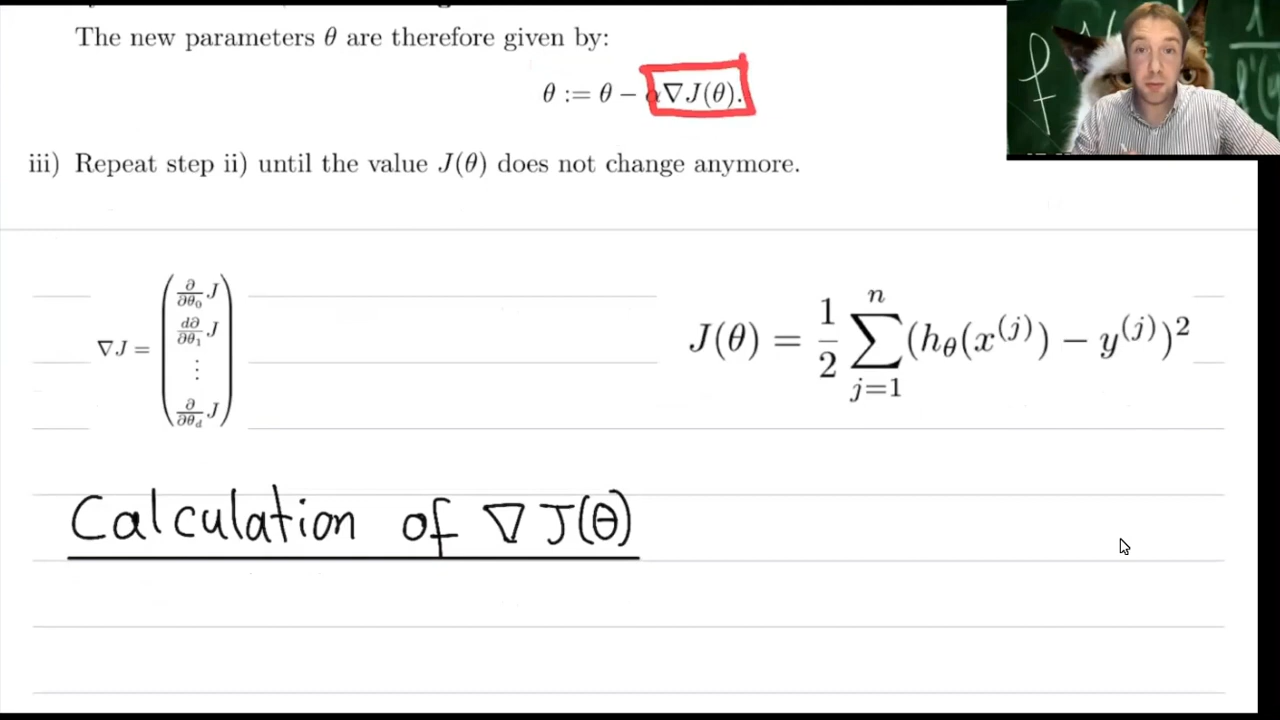 The new parameters θ are therefore given by:
θ := θ − α∇J(θ).
iii) Repeat step ii) until the value J(θ) does not change anymore.
∇J = ( ∂/∂θ₀ J
d∂/∂θ₁ J
⋮
∂/∂θ_d J )
J(θ) = 1/2 ∑_{j=1}^{n} (h_θ(x^{(j)}) − y^{(j)})²
Calculation of ∇ J(θ)